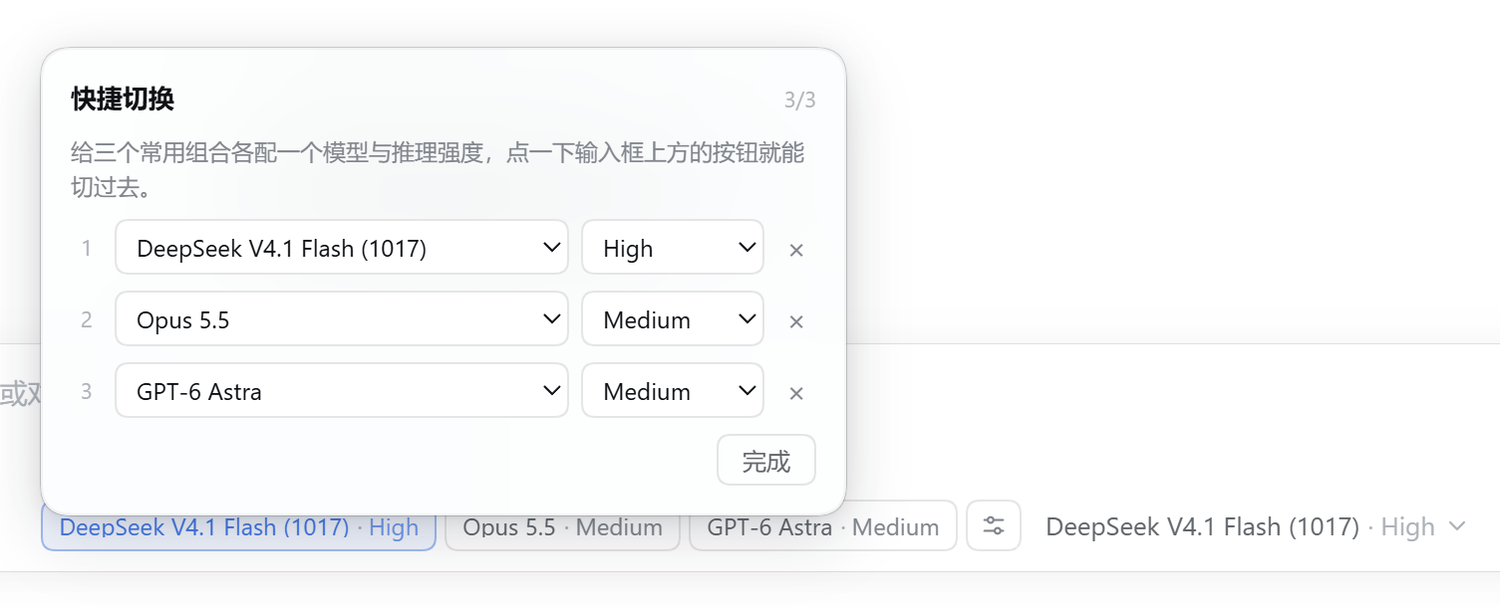 快捷切换 3/3
给三个常用组合各配一个模型与推理强度，点一下输入框上方的按钮就能
切过去。
1 DeepSeek V4.1 Flash (1017) High ×
2 Opus 5.5 Medium ×
3 GPT-6 Astra Medium ×
或
完成
DeepSeek V4.1 Flash (1017) · High Opus 5.5 · Medium GPT-6 Astra · Medium DeepSeek V4.1 Flash (1017) · High